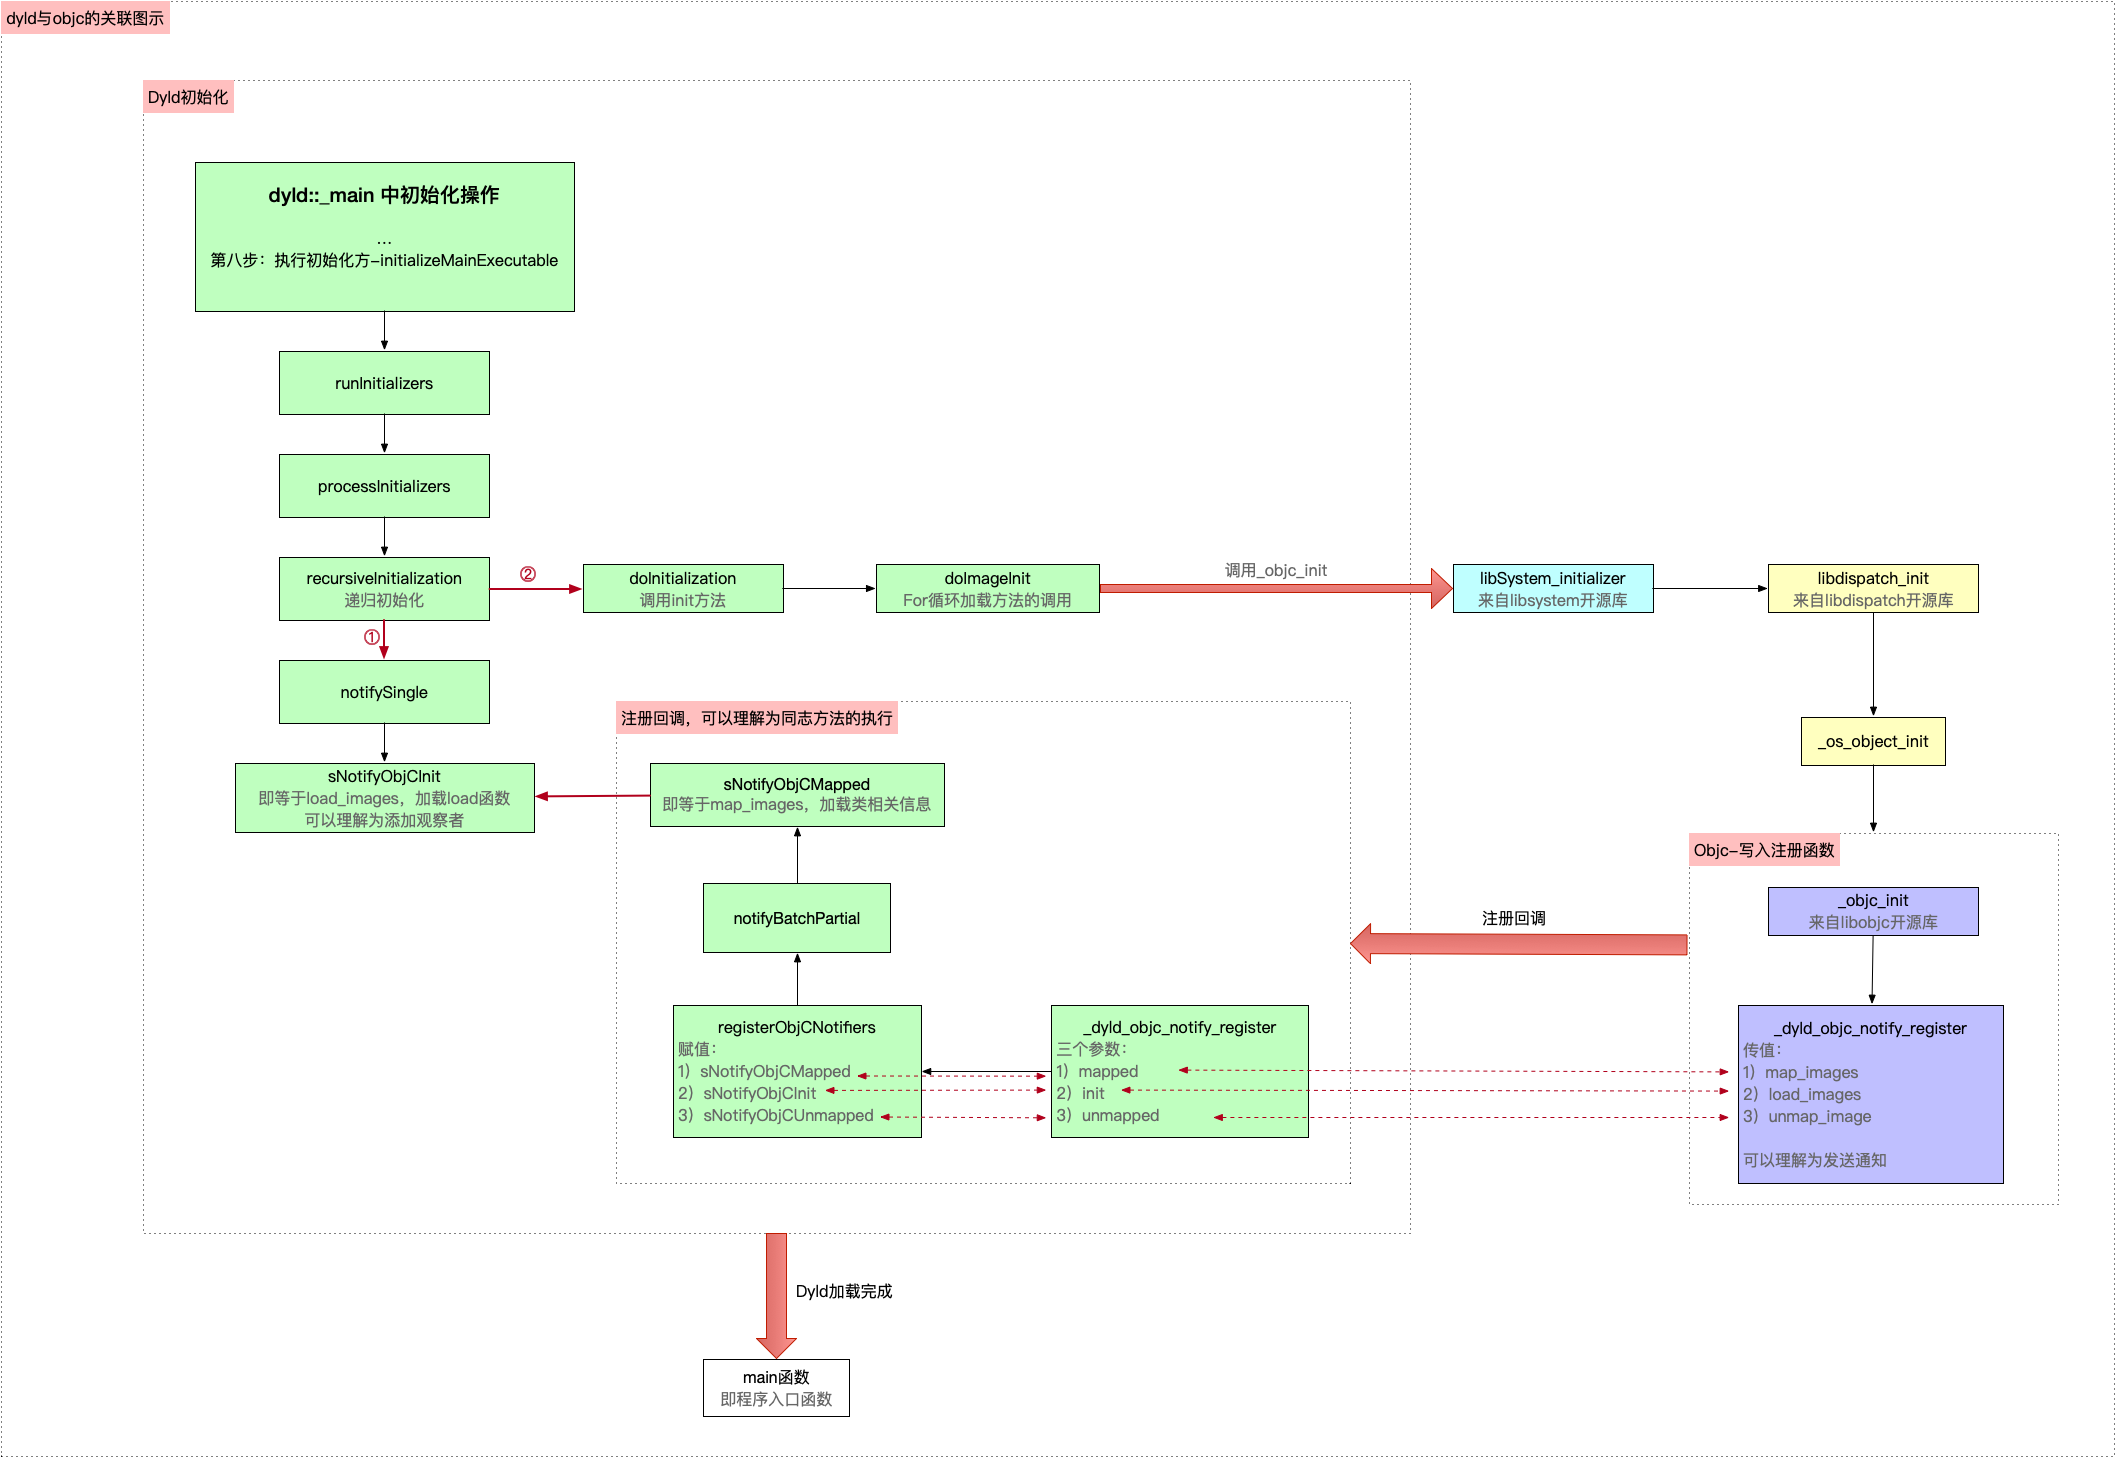 dyld与objc的关联图示
Dyld初始化
dyld::_main 中初始化操作
...
第八步：执行初始化方-initializeMainExecutable
runInitializers
processInitializers
recursiveInitialization
递归初始化
②
doInitialization
调用init方法
doImageInit
For循环加载方法的调用
调用_objc_init
libSystem_initializer
来自libsystem开源库
libdispatch_init
来自libdispatch开源库
①
notifySingle
_os_object_init
sNotifyObjCInit
即等于load_images，加载load函数
可以理解为添加观察者
注册回调，可以理解为同志方法的执行
sNotifyObjCMapped
即等于map_images，加载类相关信息
notifyBatchPartial
registerObjCNotifiers
赋值：
1）sNotifyObjCMapped
2）sNotifyObjCInit
3）sNotifyObjCUnmapped
_dyld_objc_notify_register
三个参数：
1）mapped
2）init
3）unmapped
注册回调
Objc-写入注册函数
_objc_init
来自libobjc开源库
_dyld_objc_notify_register
传值：
1）map_images
2）load_images
3）unmap_image
可以理解为发送通知
Dyld加载完成
main函数
即程序入口函数